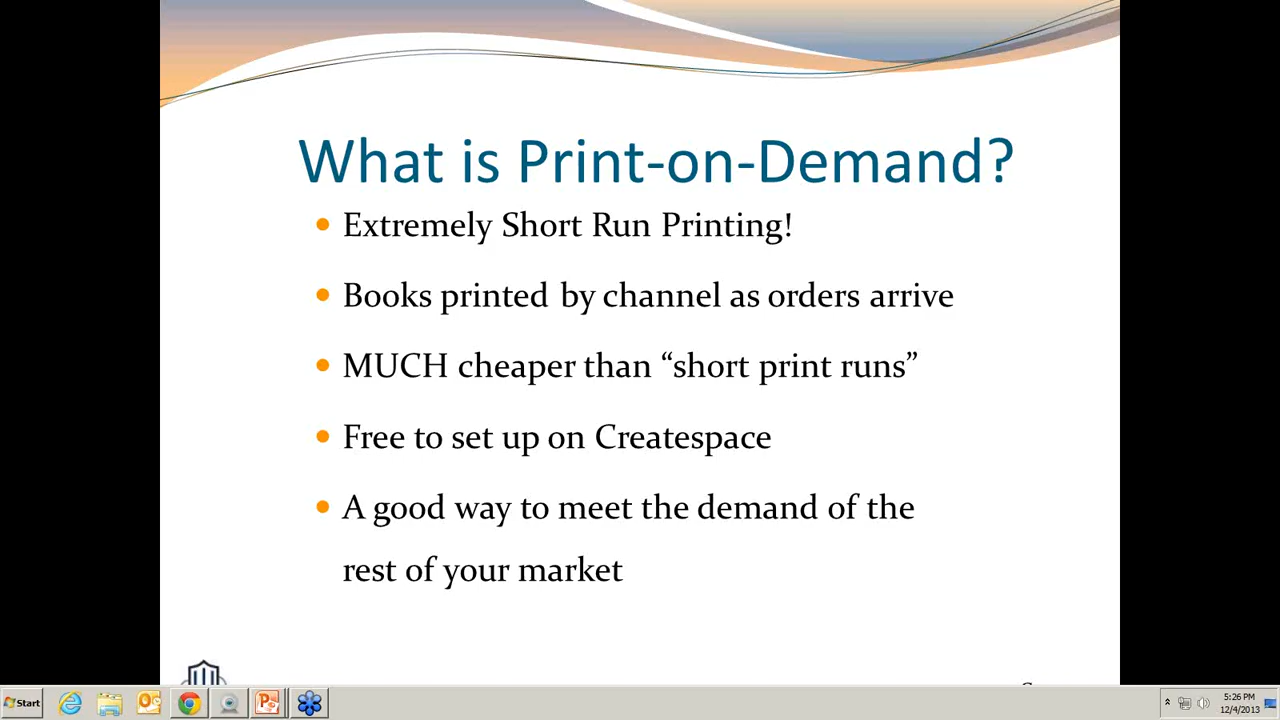 What is Print-on-Demand?
Extremely Short Run Printing!
Books printed by channel as orders arrive
MUCH cheaper than “short print runs”
Free to set up on Createspace
A good way to meet the demand of the
rest of your market
Start
5:26 PM
12/4/2013